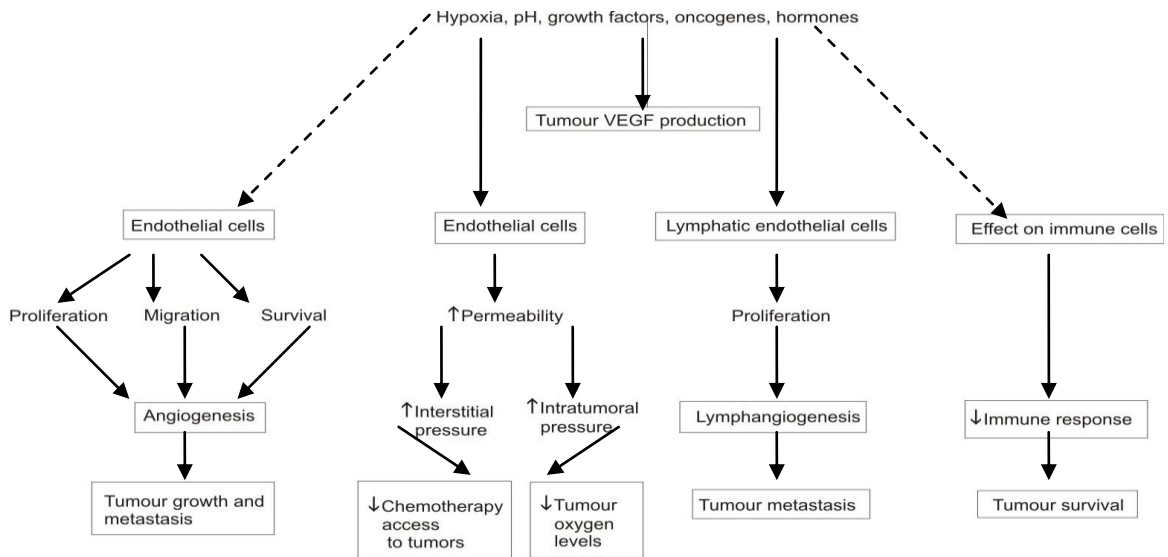 Hypoxia, pH, growth factors, oncogenes, hormones
Tumour VEGF production
Endothelial cells
Endothelial cells
Lymphatic endothelial cells
Effect on immune cells
Proliferation
Migration
Survival
↑Permeability
Proliferation
Angiogenesis
↑Interstitial
pressure
↑Intratumoral
pressure
Lymphangiogenesis
↓Immune response
Tumour growth and
metastasis
↓Chemotherapy
access
to tumors
↓Tumour
oxygen
levels
Tumour metastasis
Tumour survival